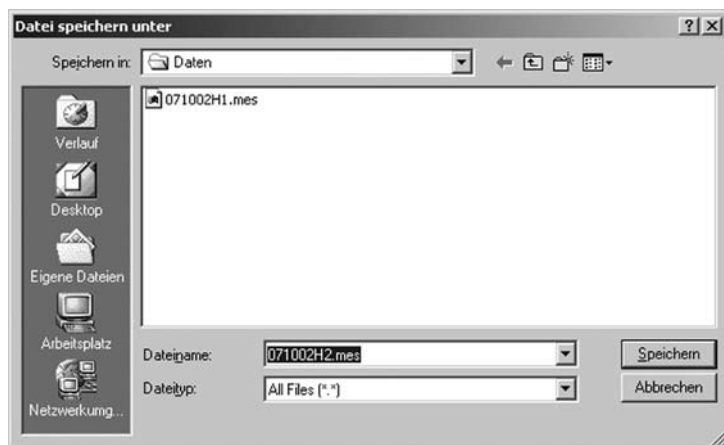 Datei speichern unter
Speichern in: Daten
071002H1.mes
Verlauf
Desktop
Eigene Dateien
Arbeitsplatz
Netzwerkumg...
Dateiname: 071002H2.mes Speichern
Dateityp: All Files (*.*) Abbrechen